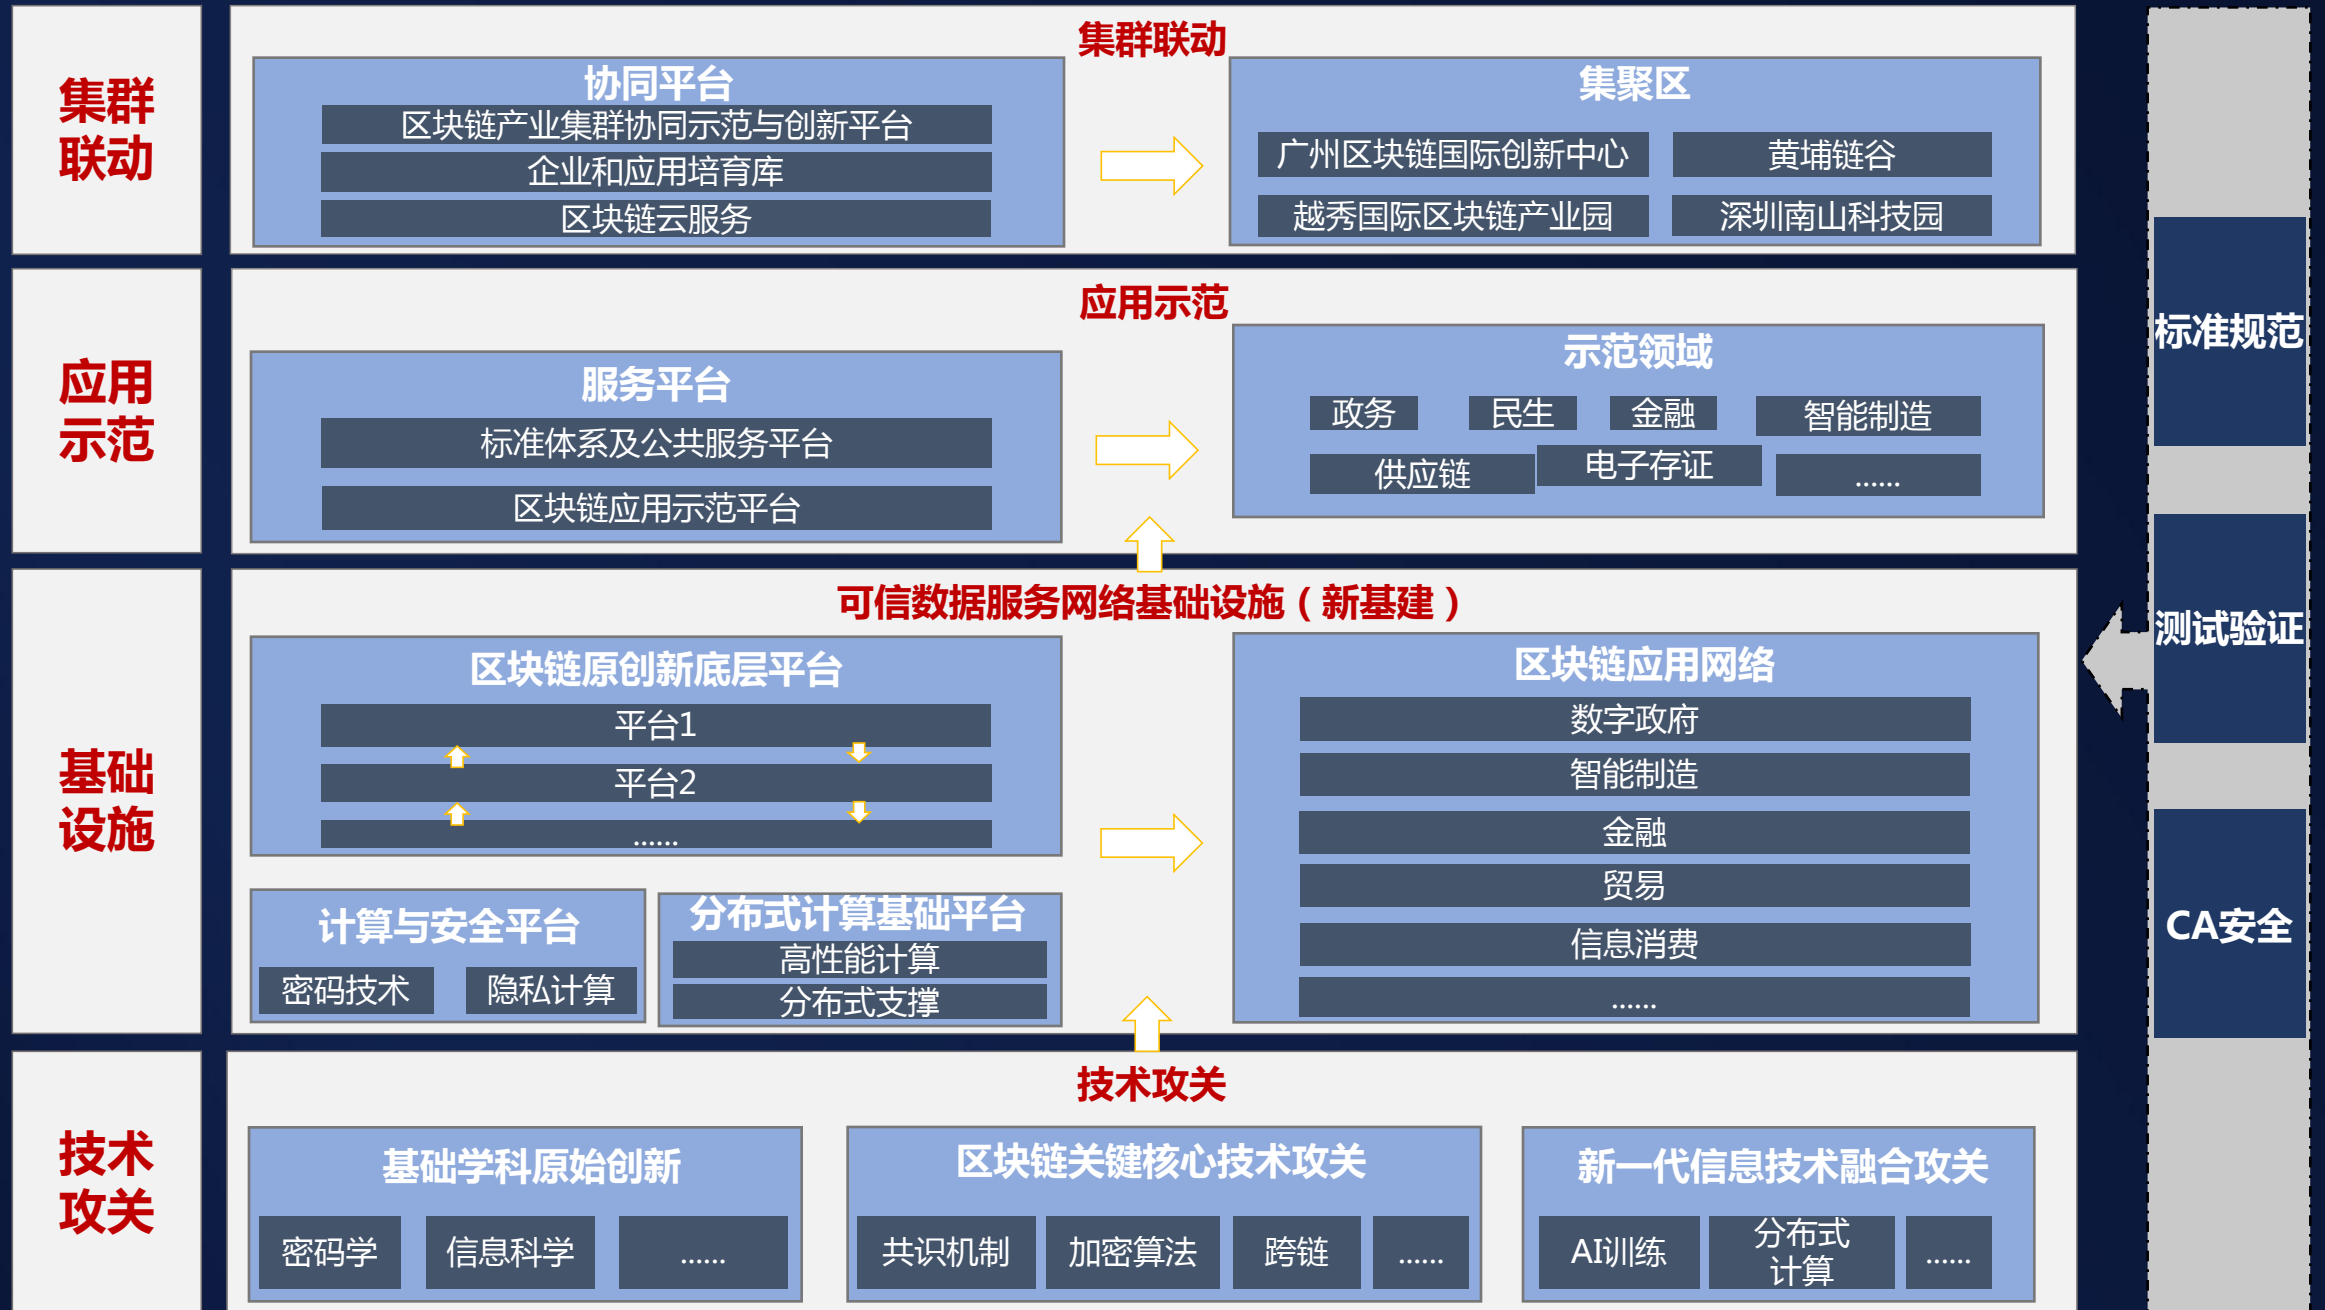 集群
联动
集群联动
协同平台
区块链产业集群协同示范与创新平台
企业和应用培育库
区块链云服务
集聚区
广州区块链国际创新中心
黄埔链谷
越秀国际区块链产业园
深圳南山科技园
应用
示范
应用示范
服务平台
标准体系及公共服务平台
区块链应用示范平台
示范领域
政务
民生
金融
智能制造
供应链
电子存证
......
基础
设施
可信数据服务网络基础设施（新基建）
区块链原创新底层平台
平台1
平台2
......
计算与安全平台
密码技术
隐私计算
分布式计算基础平台
高性能计算
分布式支撑
区块链应用网络
数字政府
智能制造
金融
贸易
信息消费
......
技术
攻关
技术攻关
基础学科原始创新
密码学
信息科学
......
区块链关键核心技术攻关
共识机制
加密算法
跨链
......
新一代信息技术融合攻关
AI训练
分布式
计算
......
标准规范
测试验证
CA安全